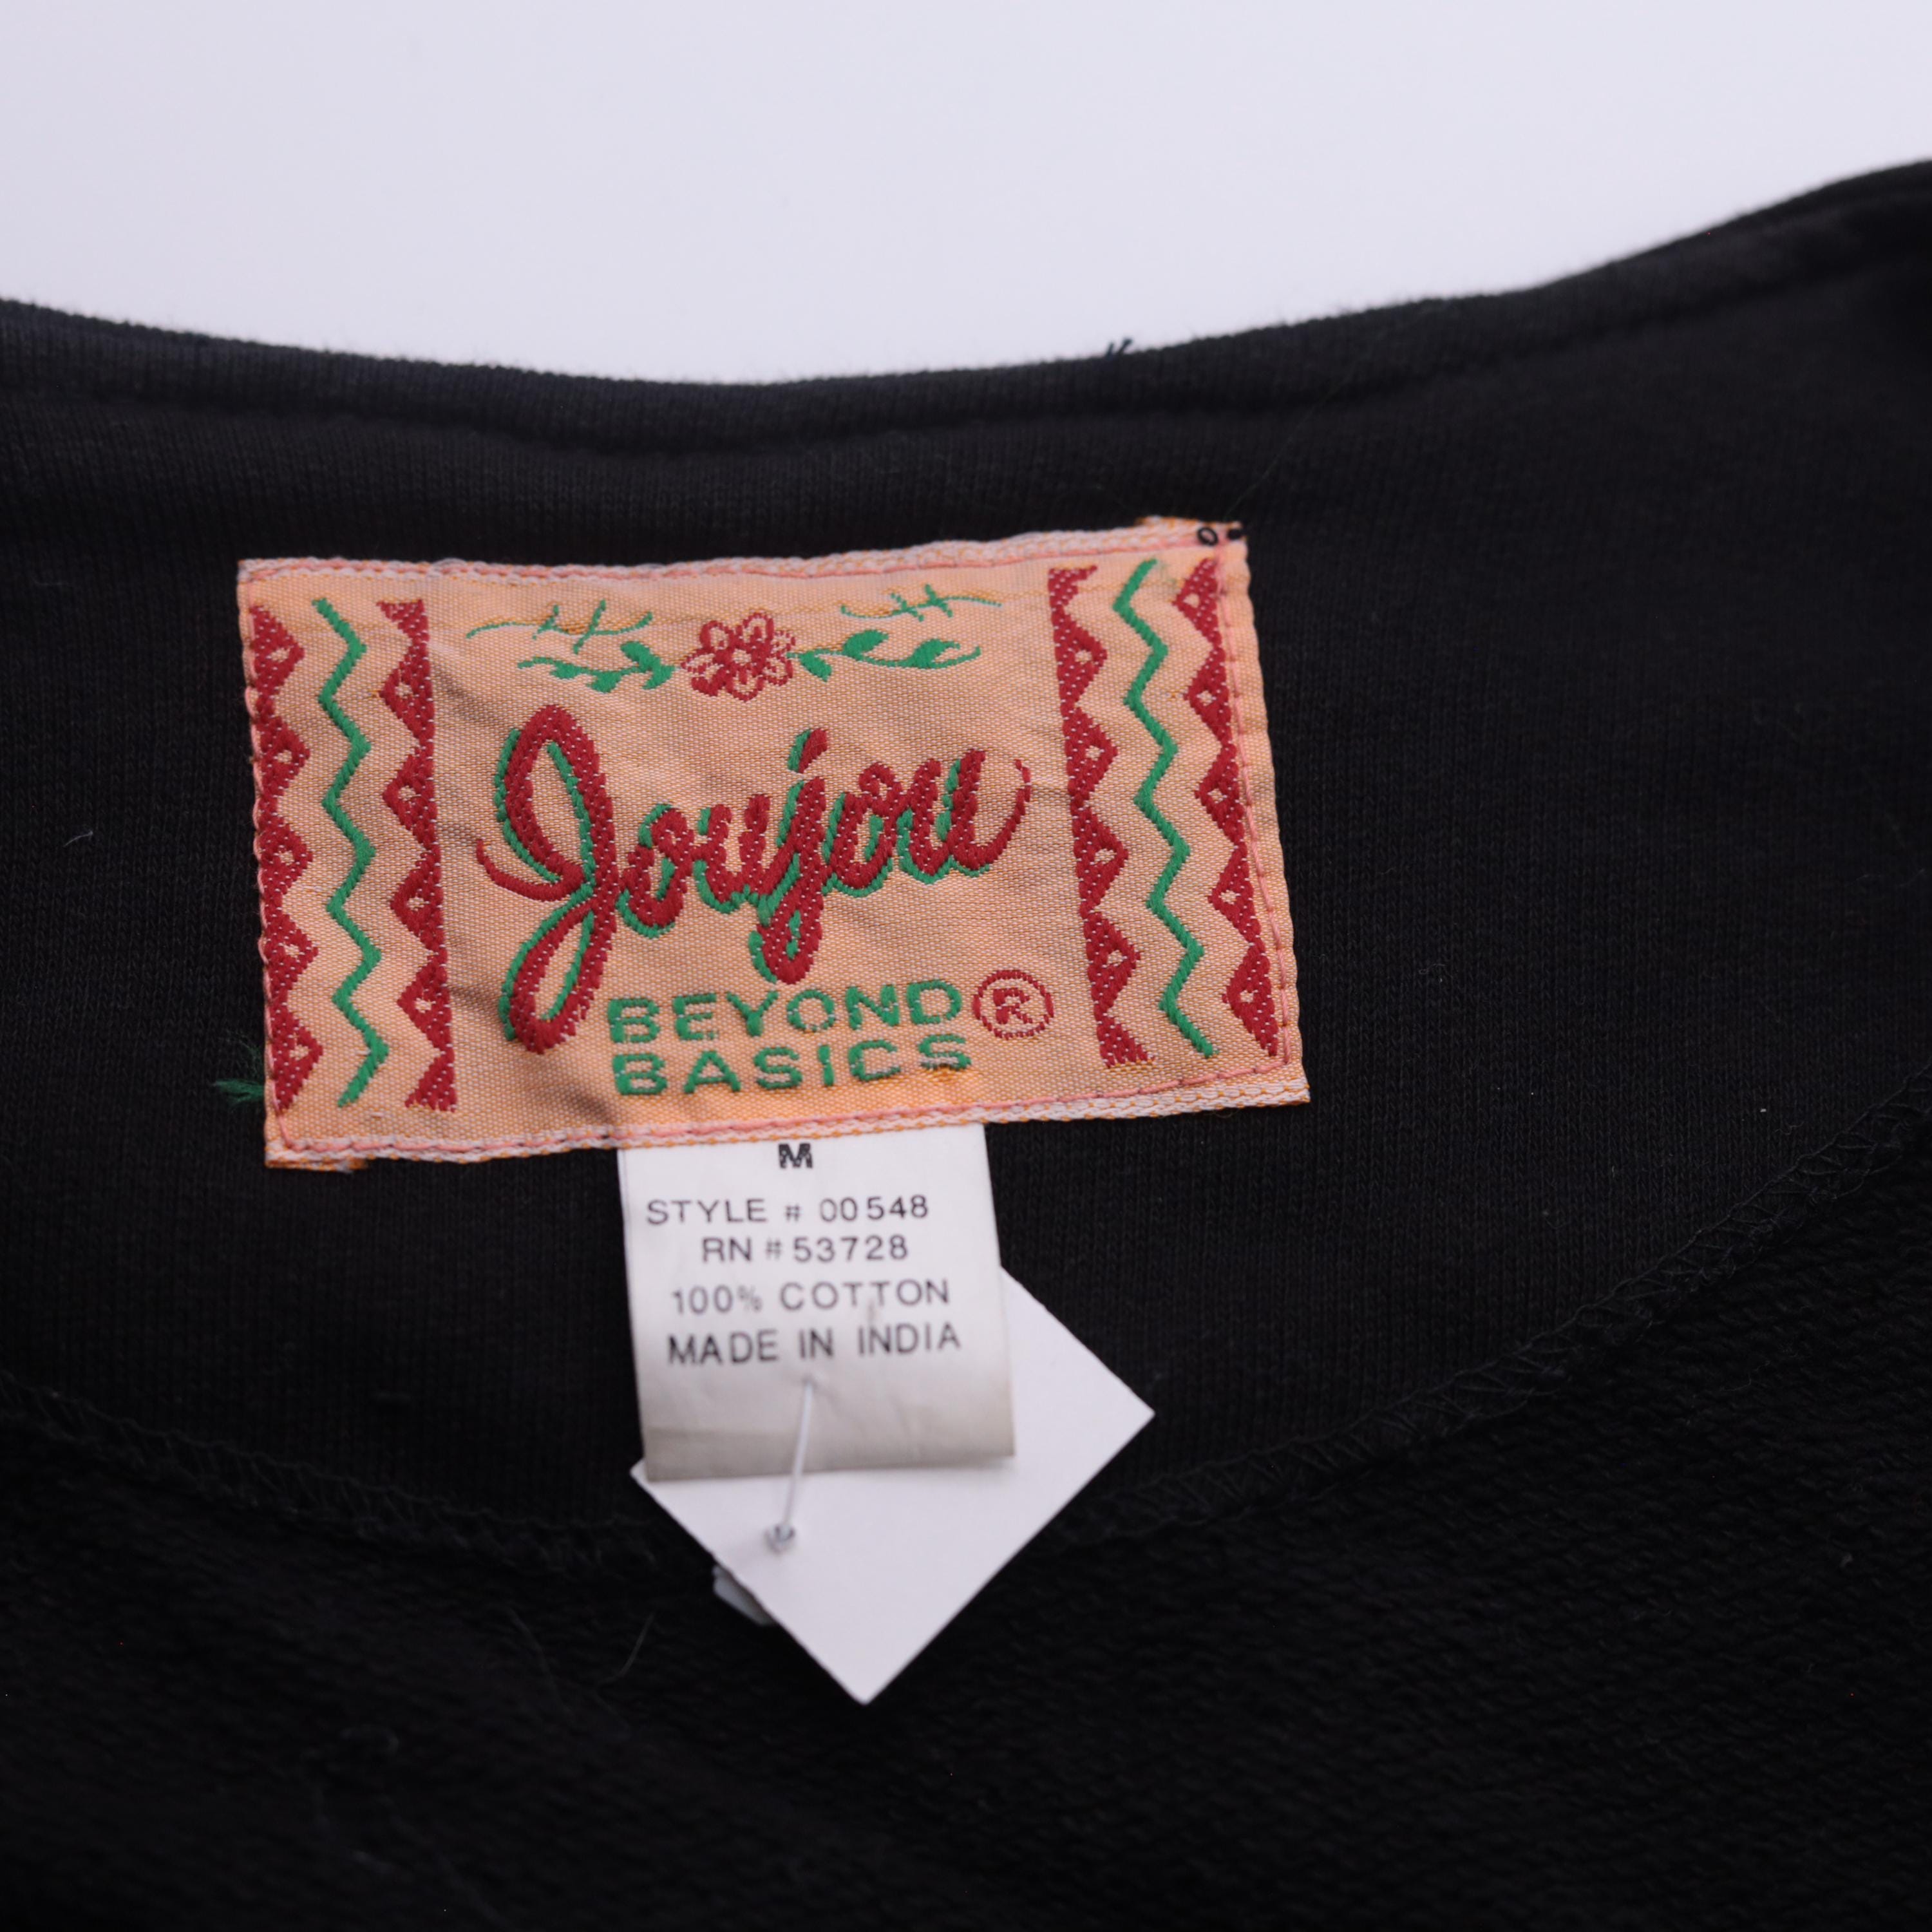 Joujou
BEYOND ®
BASICS
M
STYLE # 00548
RN # 53728
100% COTTON
MADE IN INDIA